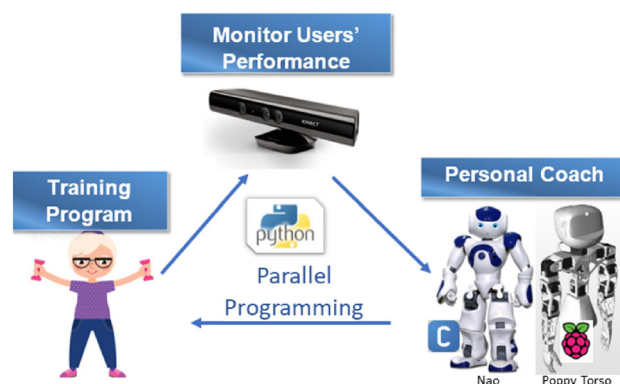 Monitor Users'
Performance
KINECT
Training
Program
Personal Coach
python
Parallel
Programming
C
Nao
Poppy Torso